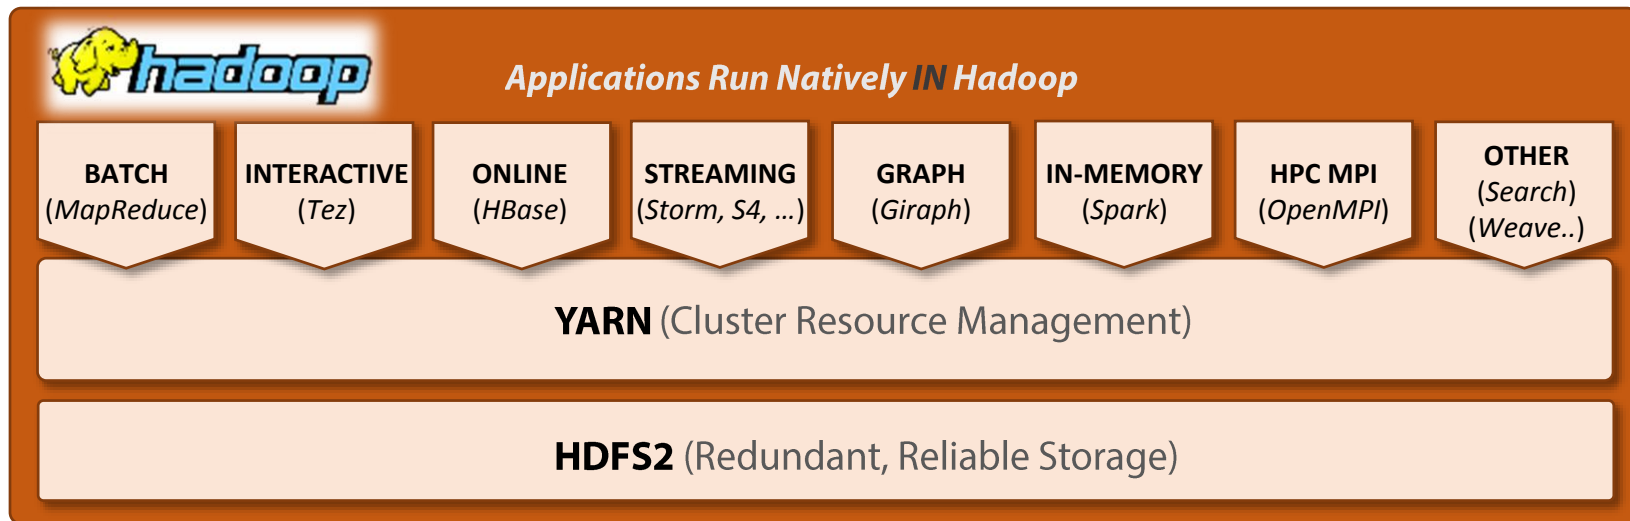 hadoop
Applications Run Natively IN Hadoop
BATCH
(MapReduce)
INTERACTIVE
(Tez)
ONLINE
(HBase)
STREAMING
(Storm, S4, ...)
GRAPH
(Giraph)
IN-MEMORY
(Spark)
HPC MPI
(OpenMPI)
OTHER
(Search)
(Weave..)
YARN (Cluster Resource Management)
HDFS2 (Redundant, Reliable Storage)